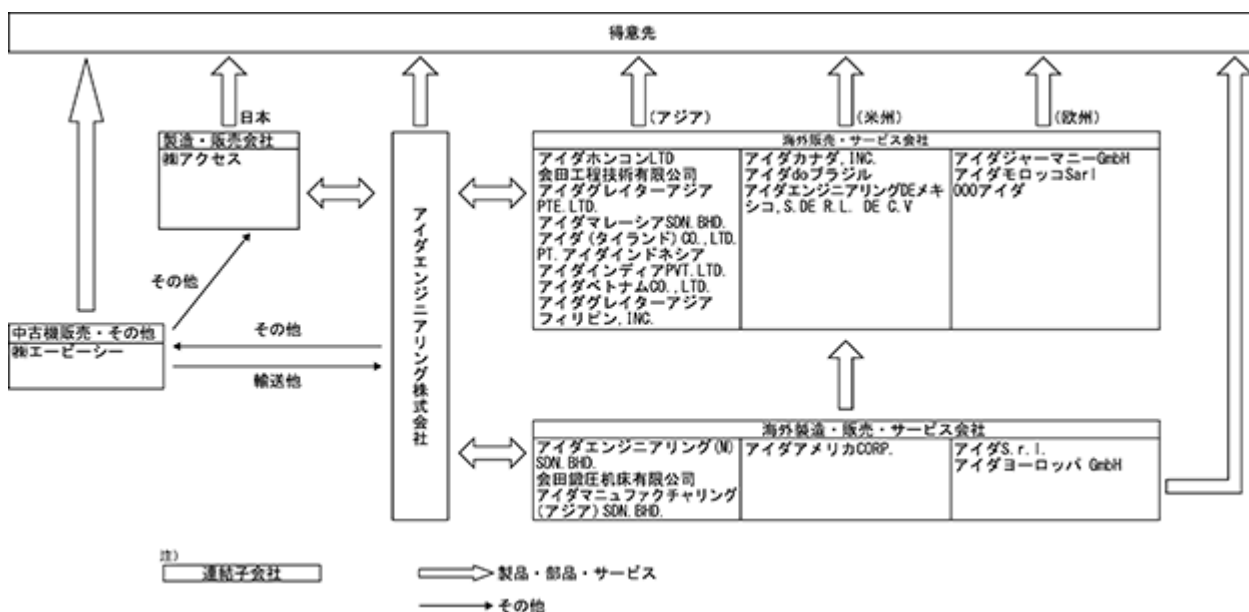 得意先
日本
(アジア)
(米州)
(欧州)
製造・販売会社
㈱アクセス
海外販売・サービス会社
アイダホンコンLTD
会田工程技術有限公司
アイダグレイターアジア
PTE.LTD.
アイダマレーシアSDN.BHD.
アイダ(タイランド)CO.,LTD.
PT.アイダインドネシア
アイダインディアPVT.LTD.
アイダベトナムCO.,LTD.
アイダグレイターアジア
フィリピン,INC.
アイダカナダ,INC.
アイダdoブラジル
アイダエンジニアリングDEメキ
シコ,S.DE R.L. DE C.V
アイダジャーマニーGmbH
アイダモロッコSarl
OOOアイダ
アイダエンジニアリング株式会社
その他
中古機販売・その他
㈱エービーシー
その他
輸送他
海外製造・販売・サービス会社
アイダエンジニアリング(M)
SDN.BHD.
会田鍛圧机床有限公司
アイダマニュファクチャリング
(アジア)SDN.BHD.
アイダアメリカCORP.
アイダS.r.l.
アイダヨーロッパ GmbH
注)
連結子会社
製品・部品・サービス
その他